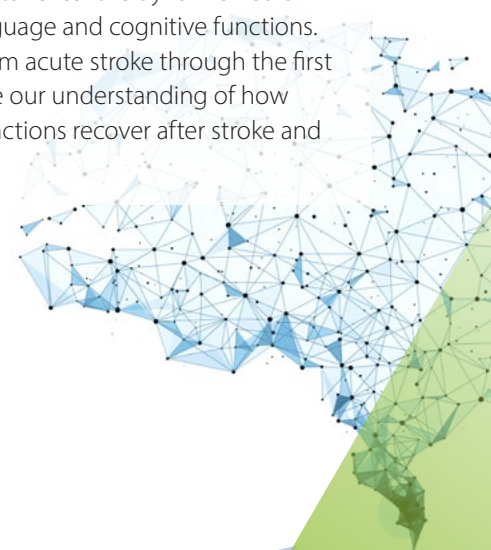 guage and cognitive functions.
m acute stroke through the first
e our understanding of how
nctions recover after stroke and